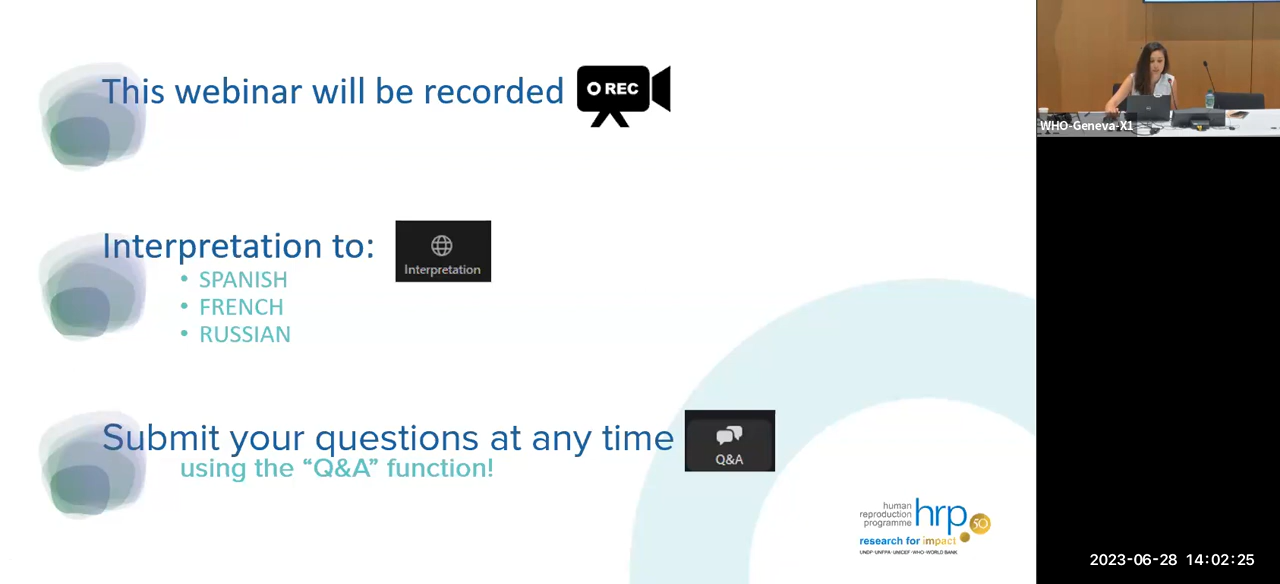 This webinar will be recorded
REC
Interpretation to:
Interpretation
• SPANISH
• FRENCH
• RUSSIAN
Submit your questions at any time
using the “Q&A” function!
Q&A
human
reproduction
programme
hrp
50
research for impact
UNDP·UNFPA·UNICEF·WHO·WORLD BANK
WHO-Geneva-X1
2023-06-28 14:02:25